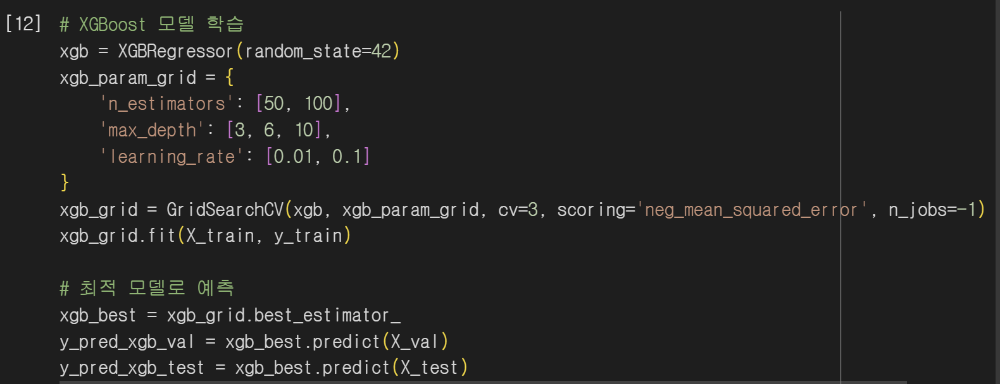 [12] # XGBoost 모델 학습
xgb = XGBRegressor(random_state=42)
xgb_param_grid = {
    'n_estimators': [50, 100],
    'max_depth': [3, 6, 10],
    'learning_rate': [0.01, 0.1]
}
xgb_grid = GridSearchCV(xgb, xgb_param_grid, cv=3, scoring='neg_mean_squared_error', n_jobs=-1)
xgb_grid.fit(X_train, y_train)

# 최적 모델로 예측
xgb_best = xgb_grid.best_estimator_
y_pred_xgb_val = xgb_best.predict(X_val)
y_pred_xgb_test = xgb_best.predict(X_test)